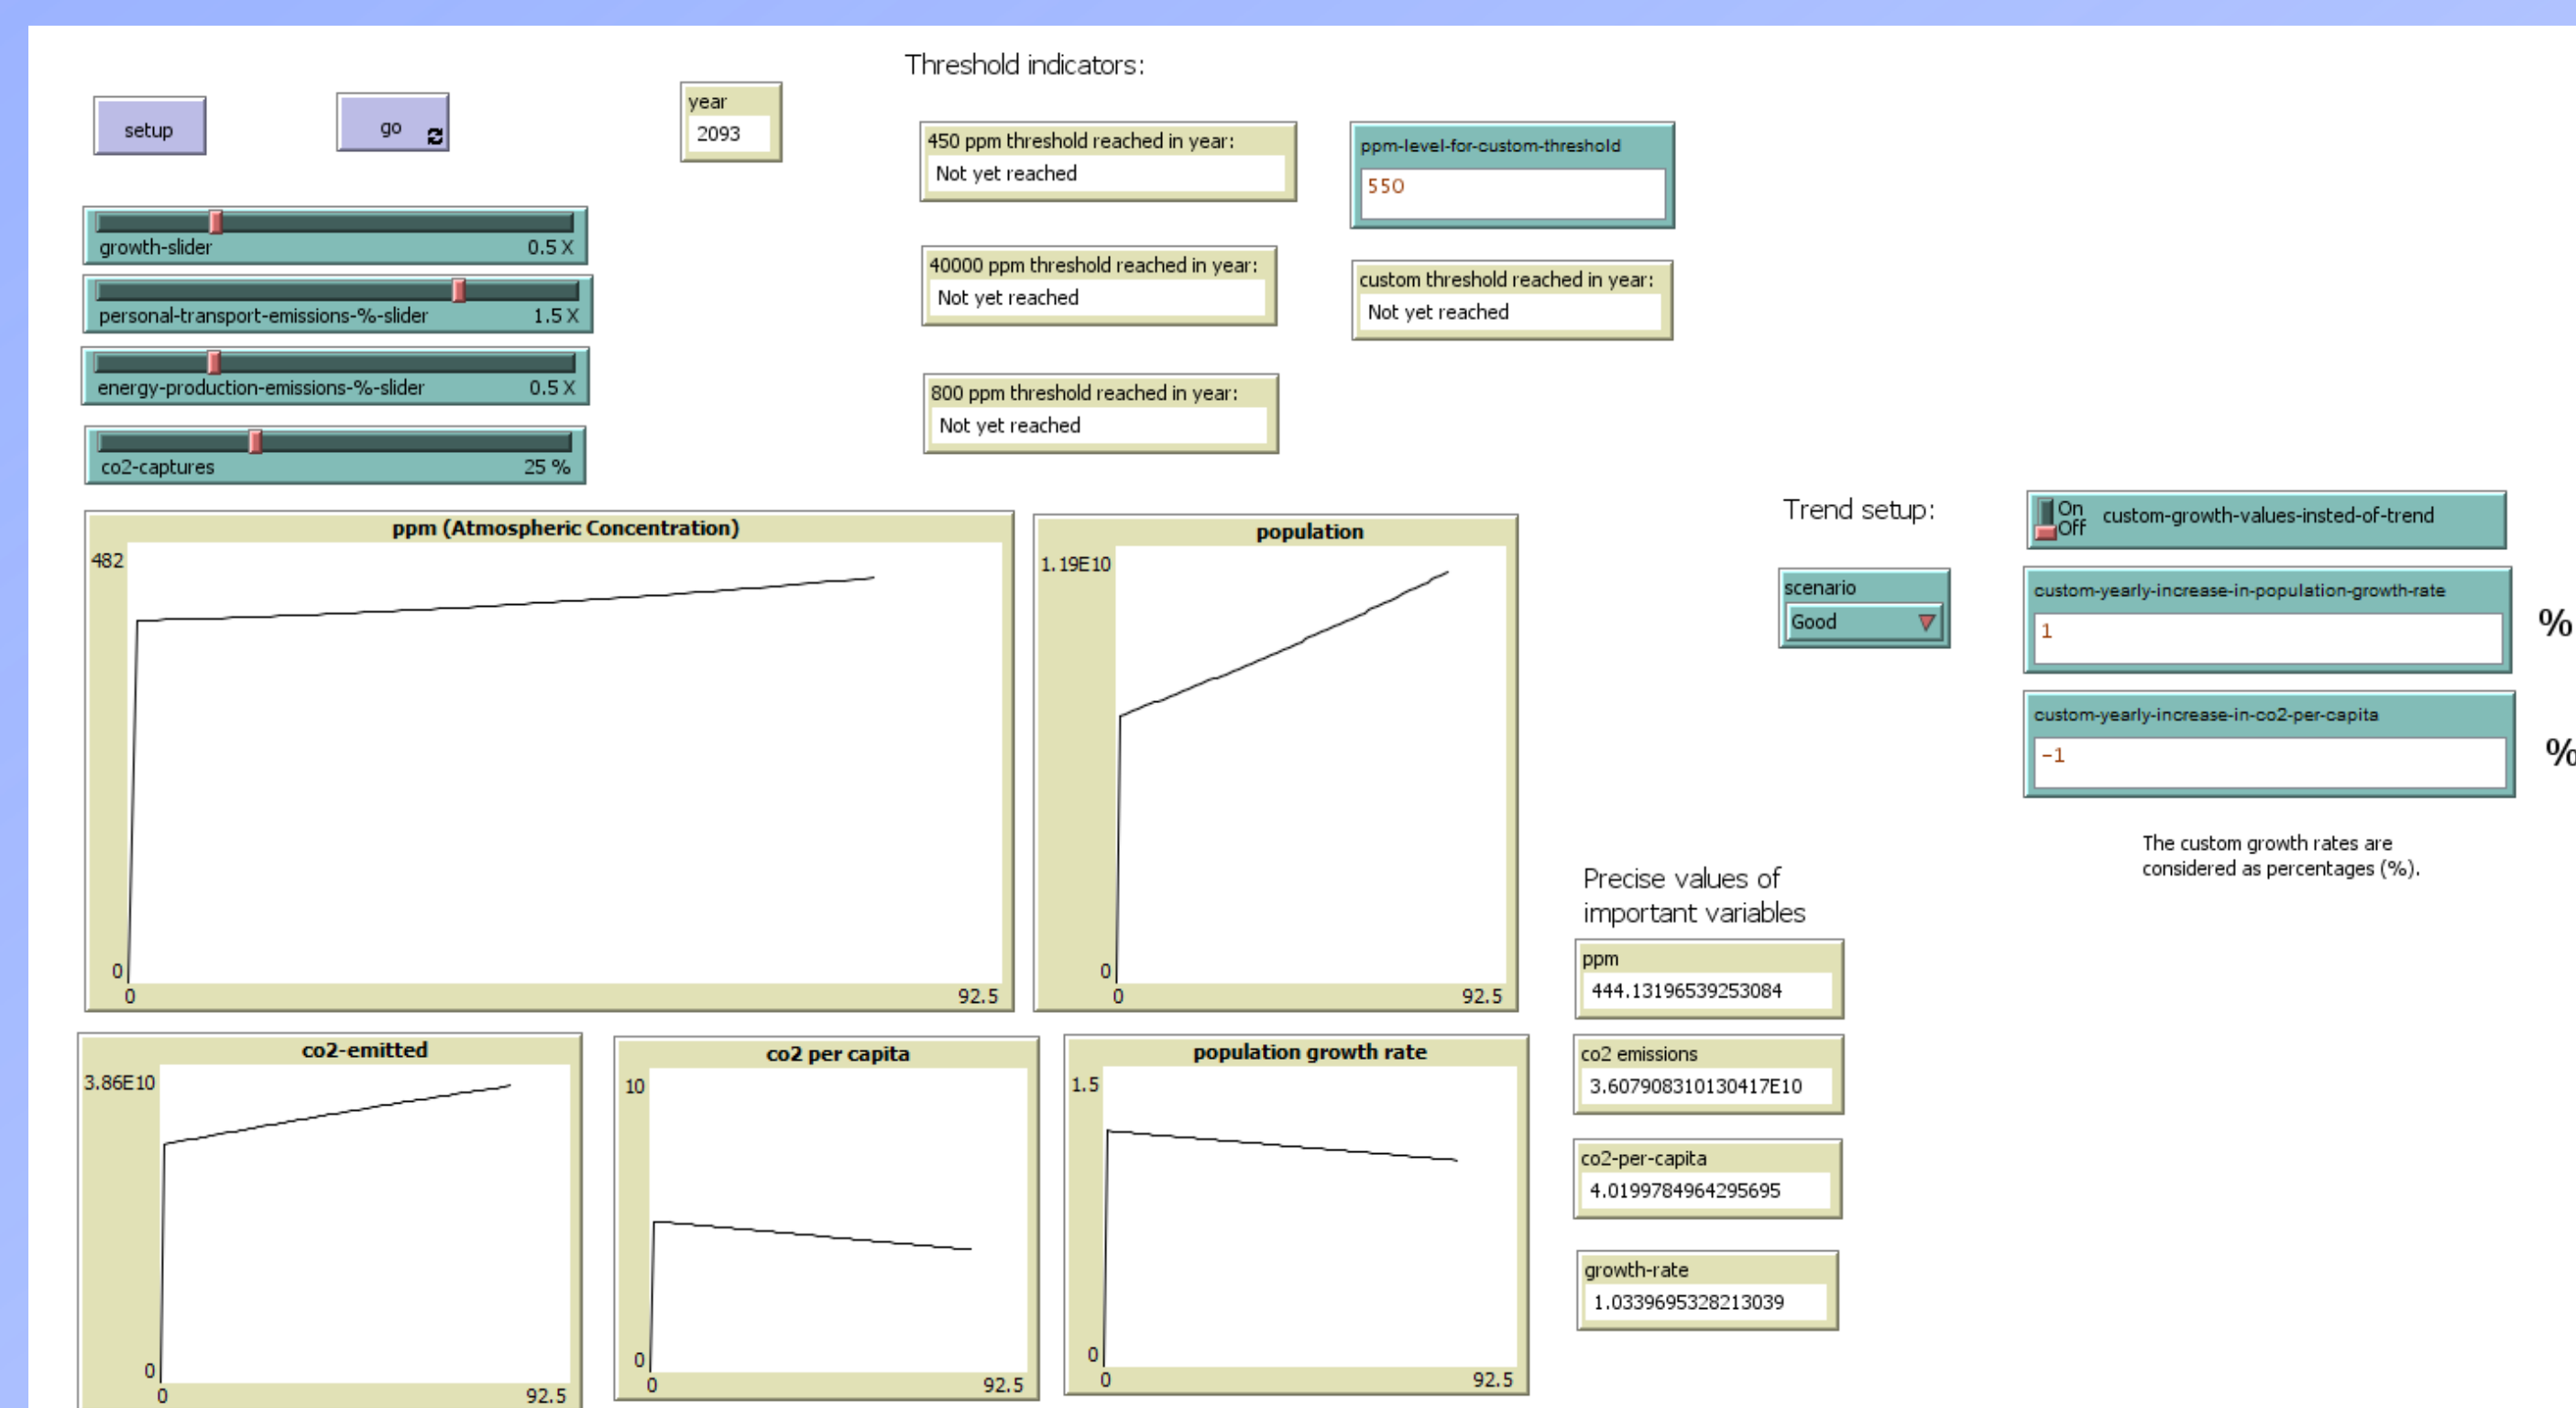 Threshold indicators:
setup
go
year
2093
450 ppm threshold reached in year:
Not yet reached
ppm-level-for-custom-threshold
550
growth-slider 0.5 X
personal-transport-emissions-%-slider 1.5 X
energy-production-emissions-%-slider 0.5 X
co2-captures 25 %
40000 ppm threshold reached in year:
Not yet reached
custom threshold reached in year:
Not yet reached
800 ppm threshold reached in year:
Not yet reached
ppm (Atmospheric Concentration)
482
0
0 92.5
population
1.19E10
0
0 92.5
Trend setup:
On
Off
custom-growth-values-insted-of-trend
scenario
Good
custom-yearly-increase-in-population-growth-rate
1
%
custom-yearly-increase-in-co2-per-capita
-1
%
The custom growth rates are
considered as percentages (%).
Precise values of
important variables
ppm
444.13196539253084
co2 emissions
3.607908310130417E10
co2-per-capita
4.0199784964295695
growth-rate
1.0339695328213039
co2-emitted
3.86E10
0
0 92.5
co2 per capita
10
0
0 92.5
population growth rate
1.5
0
0 92.5